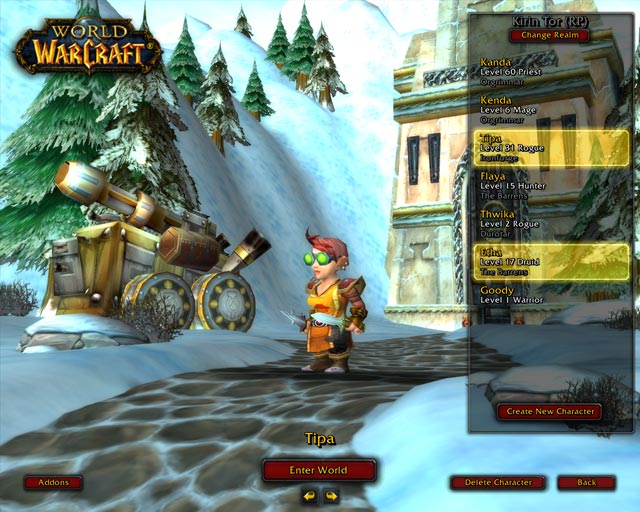 WORLD
OF
WARCRAFT
Kirin Tor (RP)
Change Realm
Kanda
Level 60 Priest
Orgrimmar
Kenda
Level 6 Mage
Orgrimmar
Tipa
Level 31 Rogue
Ironforge
Flaya
Level 15 Hunter
The Barrens
Thwika
Level 2 Rogue
Durotar
Etha
Level 17 Druid
The Barrens
Goody
Level 1 Warrior
Create New Character
Tipa
Enter World
Addons
Delete Character
Back